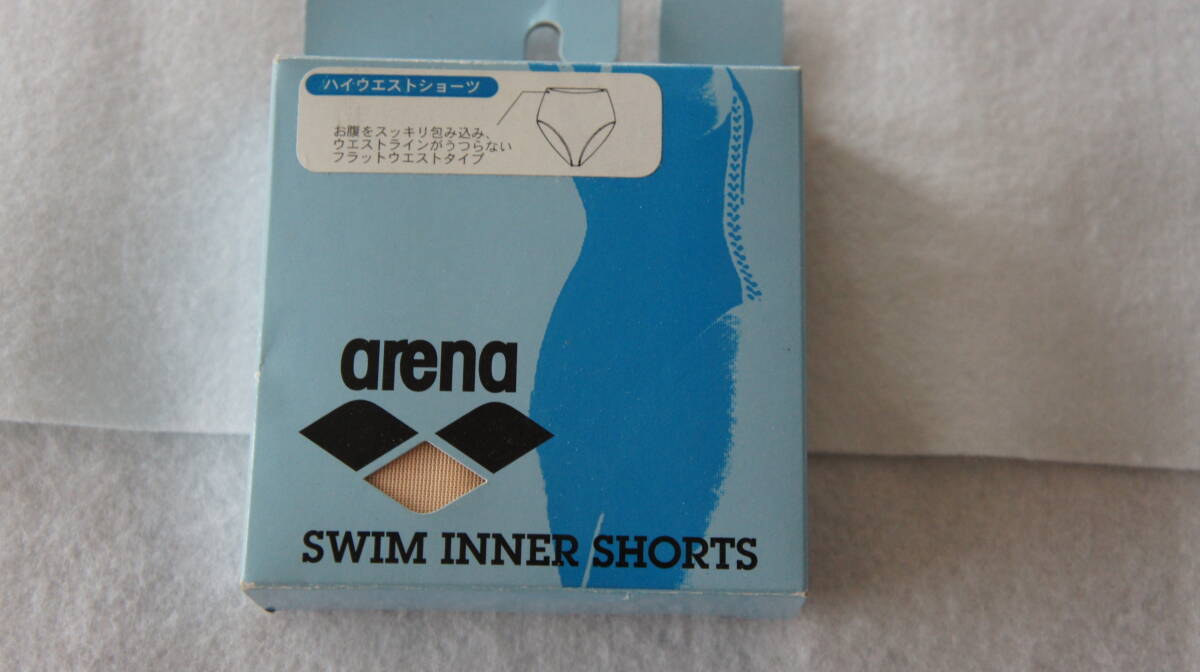 ハイウエストショーツ
お腹をスッキリ包み込み、
ウエストラインがうつらない
フラットウエストタイプ
arena
SWIM INNER SHORTS